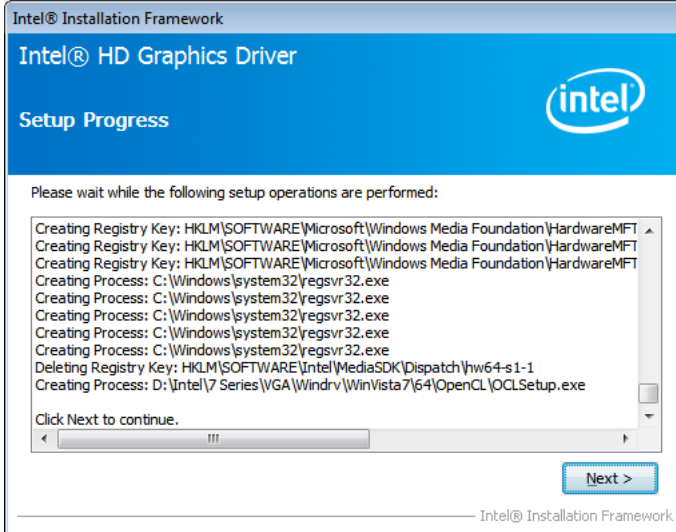 Intel® Installation Framework
Intel® HD Graphics Driver
intel
Setup Progress
Please wait while the following setup operations are performed:
Creating Registry Key: HKLM\SOFTWARE\Microsoft\Windows Media Foundation\HardwareMFT
Creating Registry Key: HKLM\SOFTWARE\Microsoft\Windows Media Foundation\HardwareMFT
Creating Registry Key: HKLM\SOFTWARE\Microsoft\Windows Media Foundation\HardwareMFT
Creating Process: C:\Windows\system32\regsvr32.exe
Creating Process: C:\Windows\system32\regsvr32.exe
Creating Process: C:\Windows\system32\regsvr32.exe
Creating Process: C:\Windows\system32\regsvr32.exe
Creating Process: C:\Windows\system32\regsvr32.exe
Deleting Registry Key: HKLM\SOFTWARE\Intel\MediaSDK\Dispatch\hw64-s1-1
Creating Process: D:\Intel\7 Series\VGA\Windrv\WinVista7\64\OpenCL\OCLSetup.exe
Click Next to continue.
Next >
Intel® Installation Framework